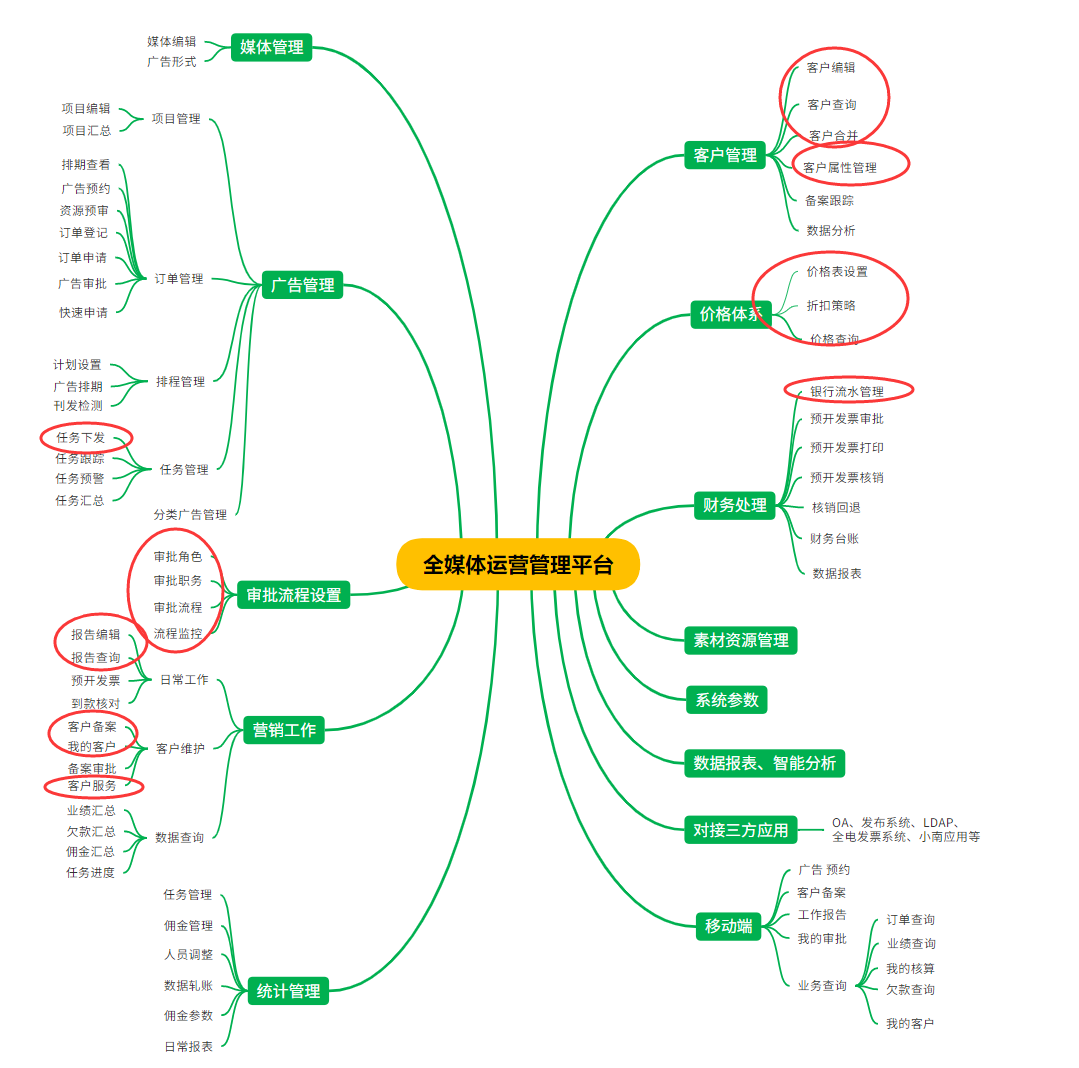 全媒体运营管理平台
媒体管理
媒体编辑
广告形式
广告管理
项目管理
项目编辑
项目汇总
订单管理
排期查看
广告预约
资源预审
订单登记
订单申请
广告审批
快速申请
排程管理
计划设置
广告排期
刊发检测
任务管理
任务下发
任务跟踪
任务预警
任务汇总
分类广告管理
审批流程设置
审批角色
审批职务
审批流程
流程监控
营销工作
日常工作
报告编辑
报告查询
预开发票
到款核对
客户维护
客户备案
我的客户
备案审批
客户服务
数据查询
业绩汇总
欠款汇总
佣金汇总
任务进度
统计管理
任务管理
佣金管理
人员调整
数据轧账
佣金参数
日常报表
客户管理
客户编辑
客户查询
客户合并
客户属性管理
备案跟踪
数据分析
价格体系
价格表设置
折扣策略
价格查询
财务处理
银行流水管理
预开发票审批
预开发票打印
预开发票核销
核销回退
财务台账
数据报表
素材资源管理
系统参数
数据报表、智能分析
对接三方应用
OA、发布系统、LDAP、
全电发票系统、小南应用等
移动端
广告 预约
客户备案
工作报告
我的审批
业务查询
订单查询
业绩查询
我的核算
欠款查询
我的客户